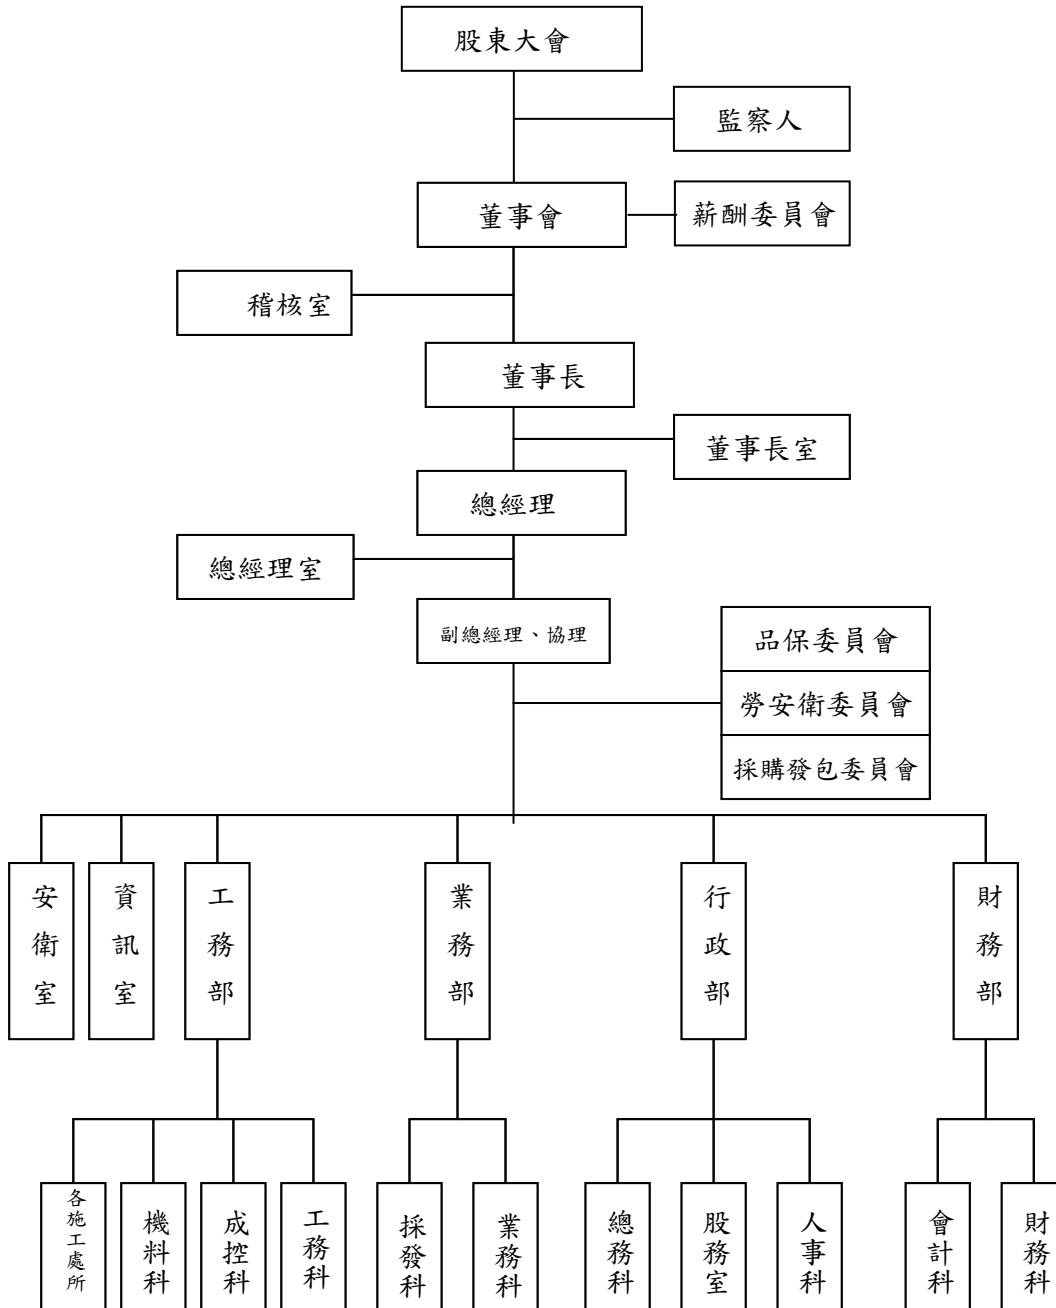 股東大會
監察人
董事會
薪酬委員會
稽核室
董事長
董事長室
總經理
總經理室
副總經理、協理
品保委員會
勞安衛委員會
採購發包委員會
安衛室
資訊室
工務部
業務部
行政部
財務部
各施工處所
機料科
成控科
工務科
採發科
業務科
總務科
股務室
人事科
會計科
財務科